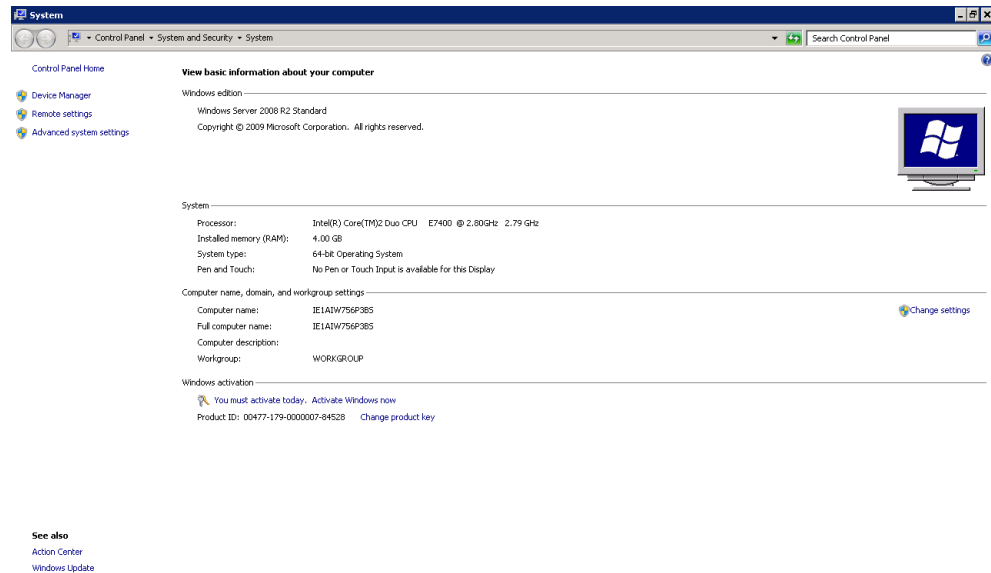 System
Control Panel System and Security System
Search Control Panel
Control Panel Home
Device Manager
Remote settings
Advanced system settings
View basic information about your computer
Windows edition
Windows Server 2008 R2 Standard
Copyright © 2009 Microsoft Corporation. All rights reserved.
System
Processor: Intel(R) Core(TM)2 Duo CPU E7400 @ 2.80GHz 2.79 GHz
Installed memory (RAM): 4.00 GB
System type: 64-bit Operating System
Pen and Touch: No Pen or Touch Input is available for this Display
Computer name, domain, and workgroup settings
Computer name: IE1AIW756P3BS
Change settings
Full computer name: IE1AIW756P3BS
Computer description:
Workgroup: WORKGROUP
Windows activation
You must activate today. Activate Windows now
Product ID: 00477-179-0000007-84528 Change product key
See also
Action Center
Windows Update